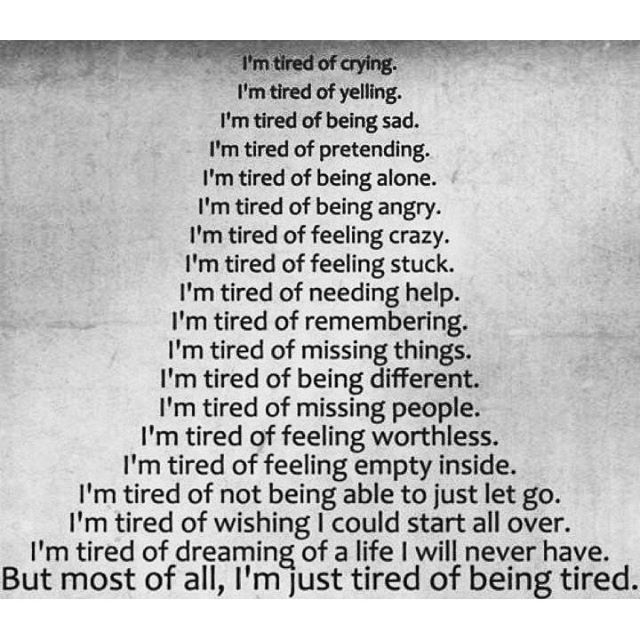 I'm tired of crying.
I'm tired of yelling.
I'm tired of being sad.
I'm tired of pretending.
I'm tired of being alone.
I'm tired of being angry.
I'm tired of feeling crazy.
I'm tired of feeling stuck.
I'm tired of needing help.
I'm tired of remembering.
I'm tired of missing things.
I'm tired of being different.
I'm tired of missing people.
I'm tired of feeling worthless.
I'm tired of feeling empty inside.
I'm tired of not being able to just let go.
I'm tired of wishing I could start all over.
I'm tired of dreaming of a life I will never have.
But most of all, I'm just tired of being tired.